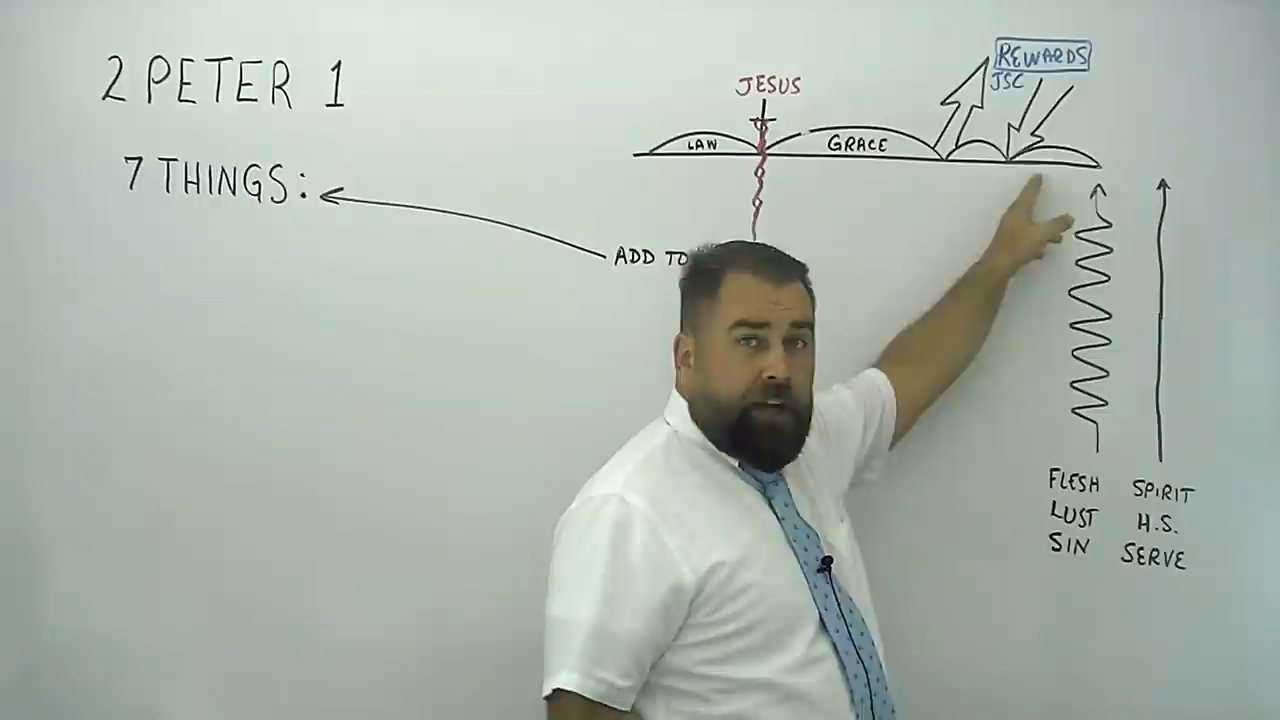 2 PETER 1
7 THINGS:
ADD TO
JESUS
LAW
GRACE
REWARDS
JSC
FLESH
LUST
SIN
SPIRIT
H.S.
SERVE